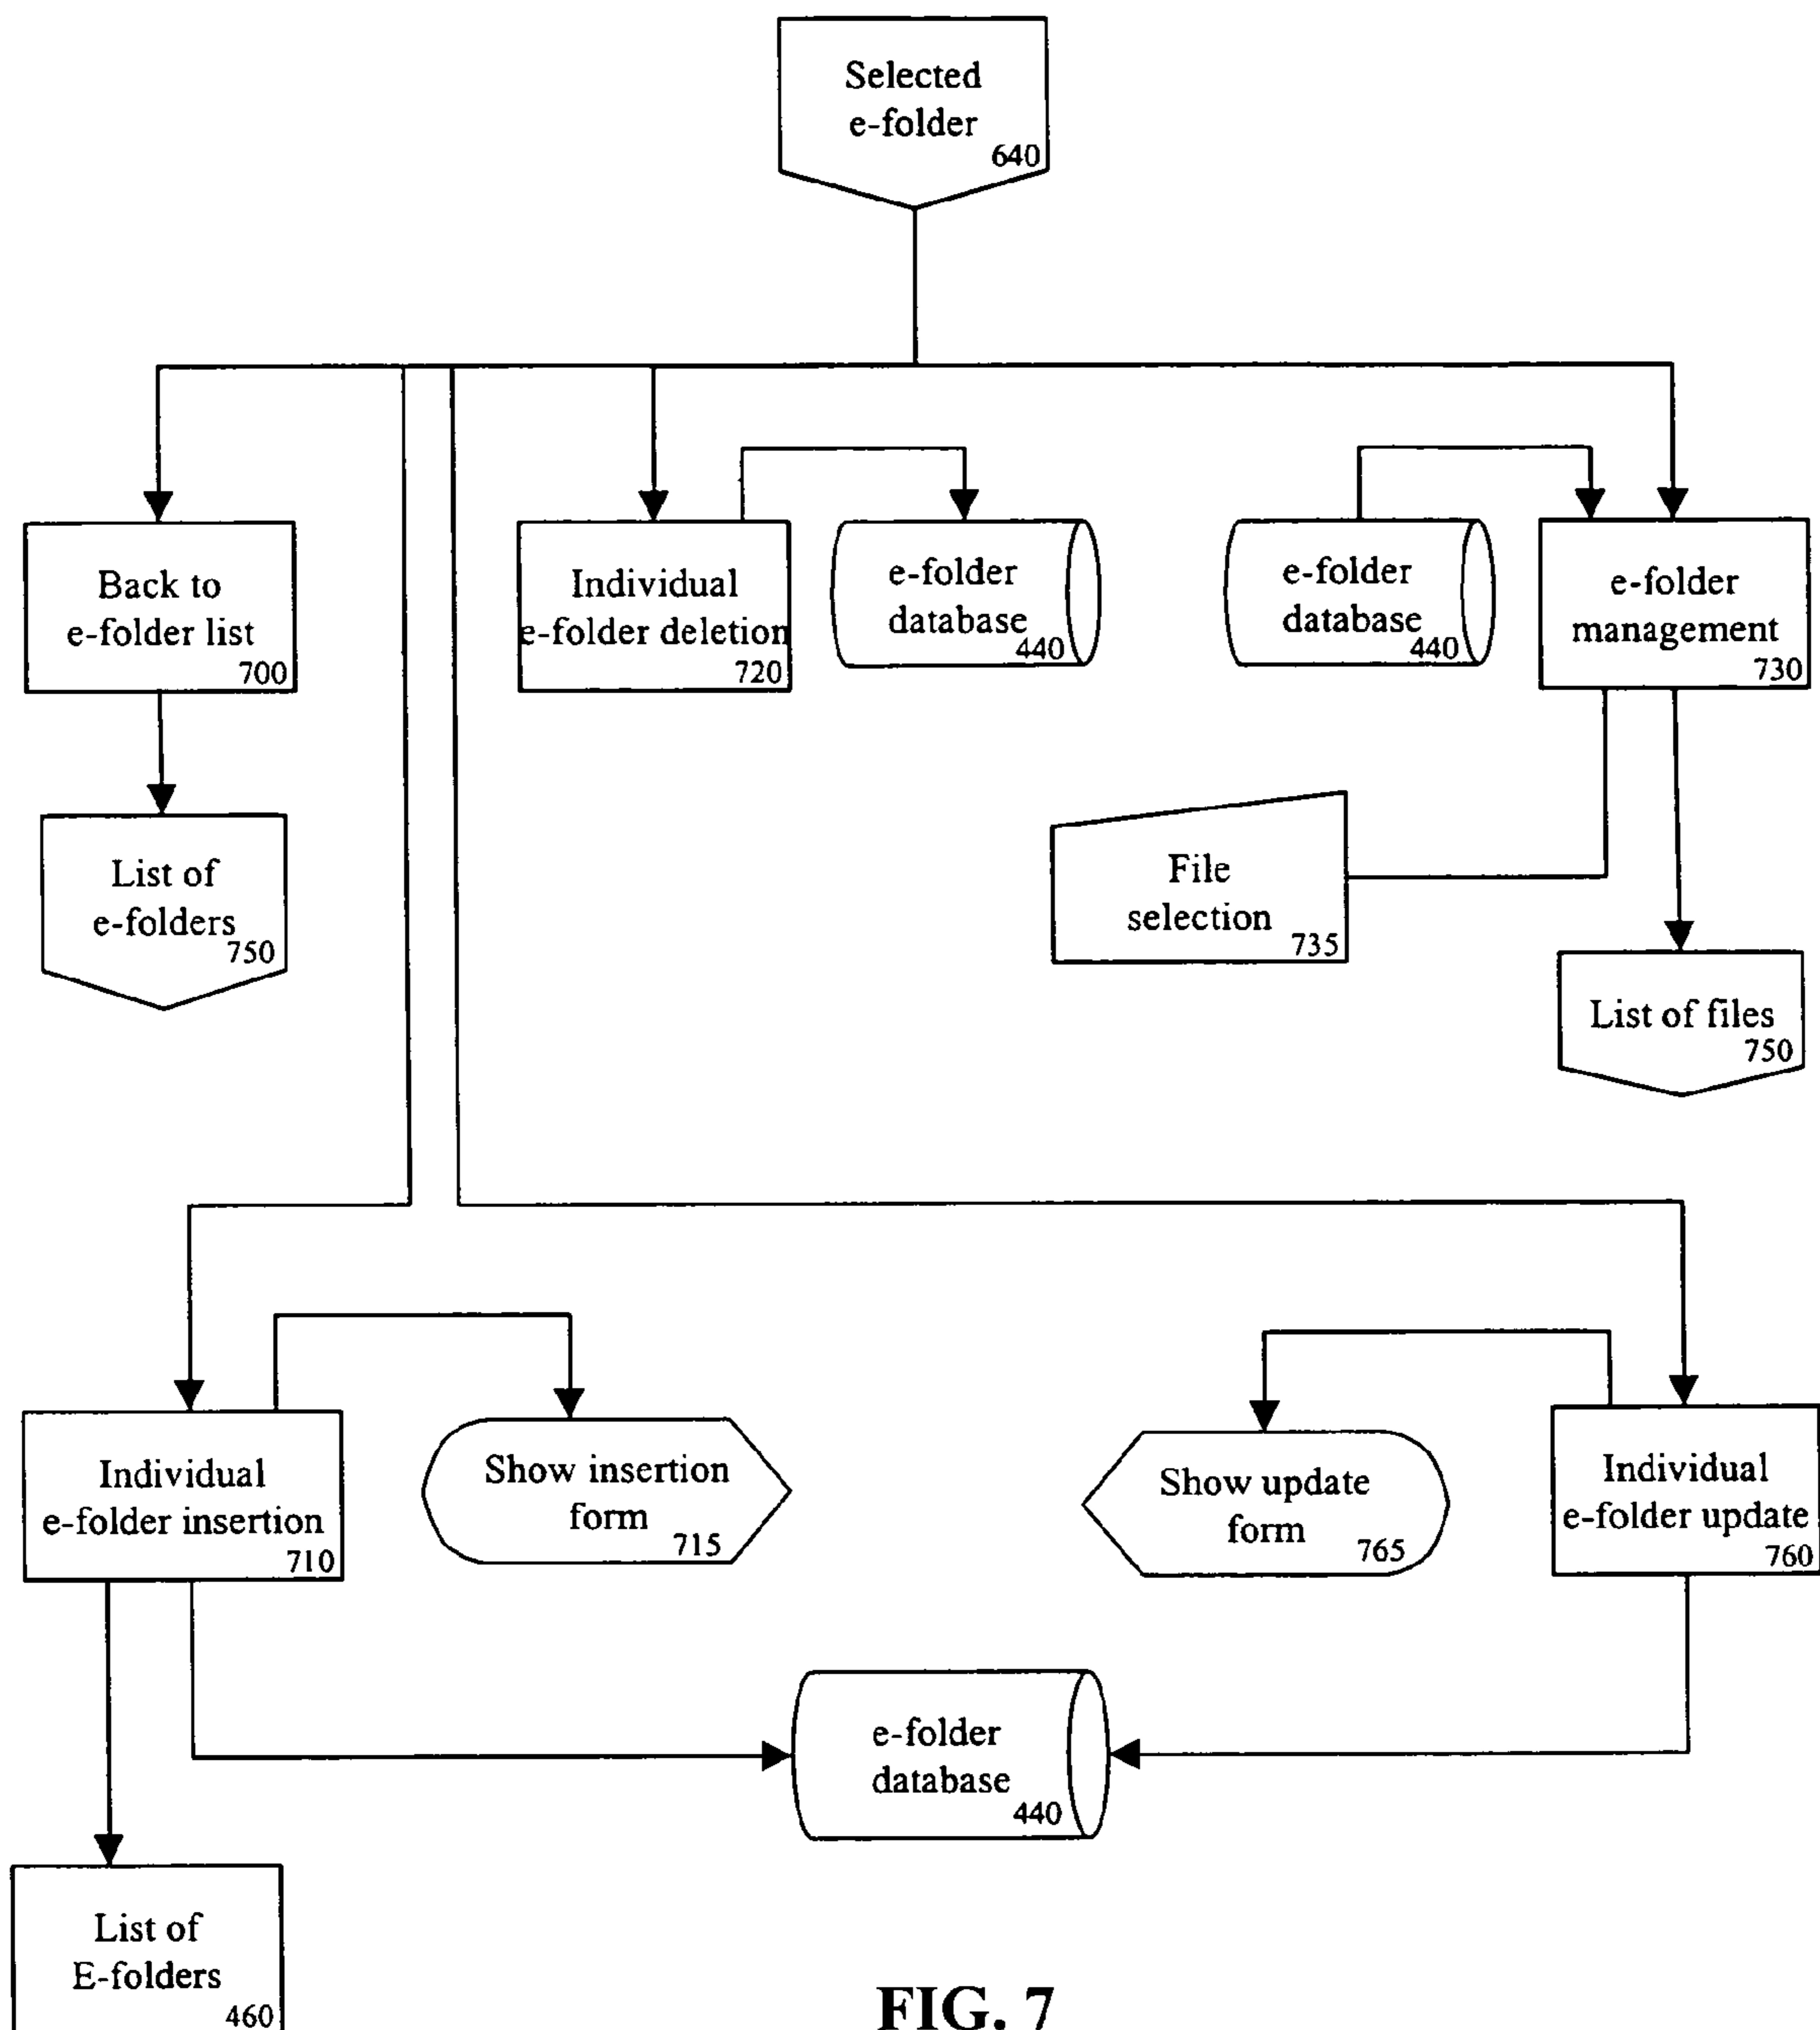 Selected
e-folder
640
Back to
e-folder list
700
Individual
e-folder deletion
720
e-folder
database
440
e-folder
database
440
e-folder
management
730
List of
e-folders
750
File
selection
735
List of files
750
Individual
e-folder insertion
710
Show insertion
form
715
Show update
form
765
Individual
e-folder update
760
e-folder
database
440
List of
E-folders
460
FIG. 7